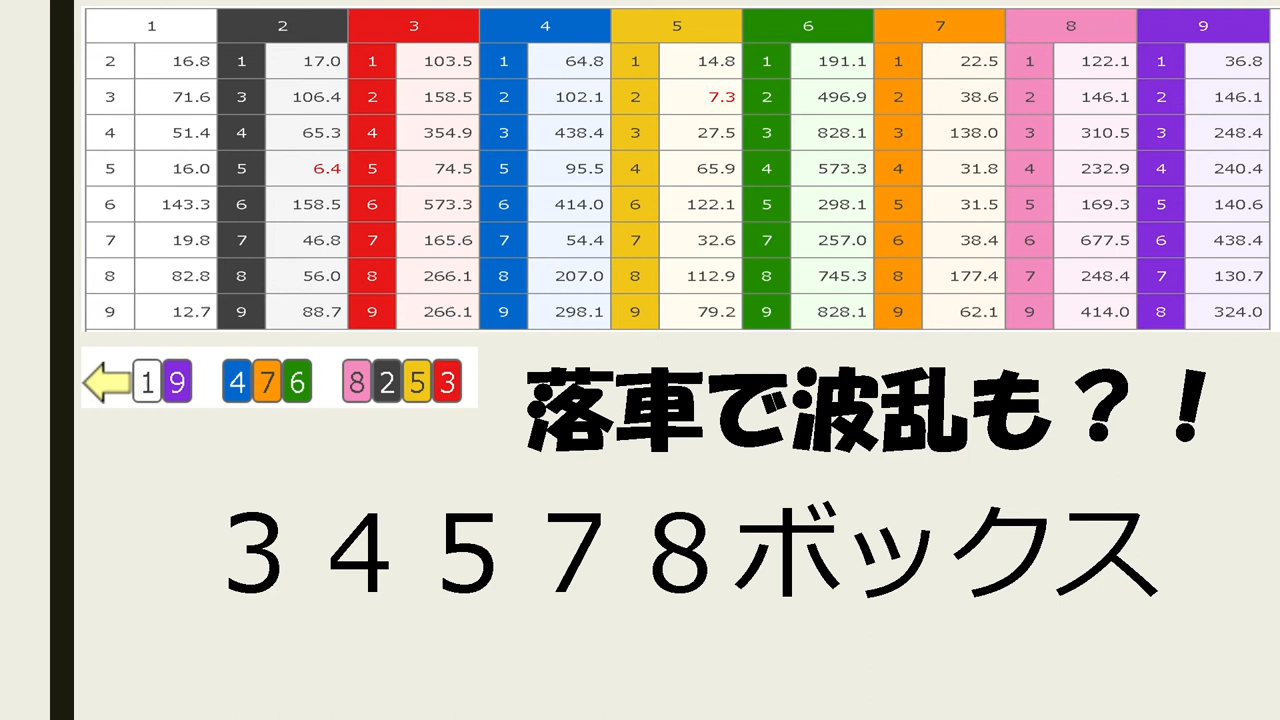 1 2 3 4 5 6 7 8 9
2 16.8 1 17.0 1 103.5 1 64.8 1 14.8 1 191.1 1 22.5 1 122.1 1 36.8
3 71.6 3 106.4 2 158.5 2 102.1 2 7.3 2 496.9 2 38.6 2 146.1 2 146.1
4 51.4 4 65.3 4 354.9 3 438.4 3 27.5 3 828.1 3 138.0 3 310.5 3 248.4
5 16.0 5 6.4 5 74.5 5 95.5 4 65.9 4 573.3 4 31.8 4 232.9 4 240.4
6 143.3 6 158.5 6 573.3 6 414.0 6 122.1 5 298.1 5 31.5 5 169.3 5 140.6
7 19.8 7 46.8 7 165.6 7 54.4 7 32.6 7 257.0 6 38.4 6 677.5 6 438.4
8 82.8 8 56.0 8 266.1 8 207.0 8 112.9 8 745.3 8 177.4 7 248.4 7 130.7
9 12.7 9 88.7 9 266.1 9 298.1 9 79.2 9 828.1 9 62.1 9 414.0 8 324.0
1 9 4 7 6 8 2 5 3
落車で波乱も？！
３４５７８ボックス